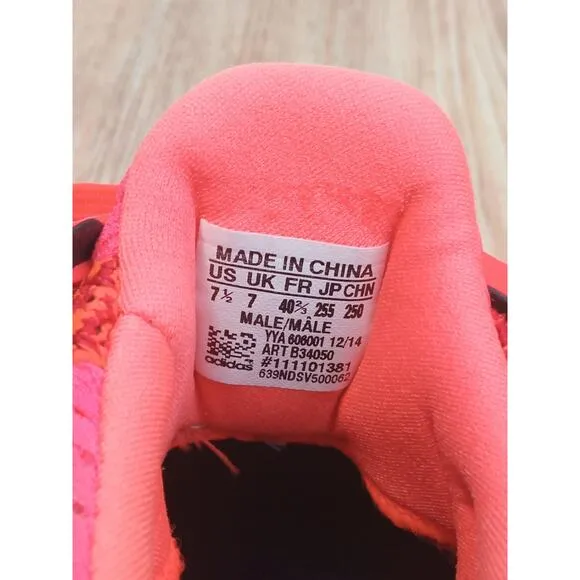 MADE IN CHINA
US UK FR JP CHN
7½ 7 40⅔ 255 250
MALE/MÂLE
YYA 606001 12/14
ART B34050
#111101381
adidas 639NDSV500062